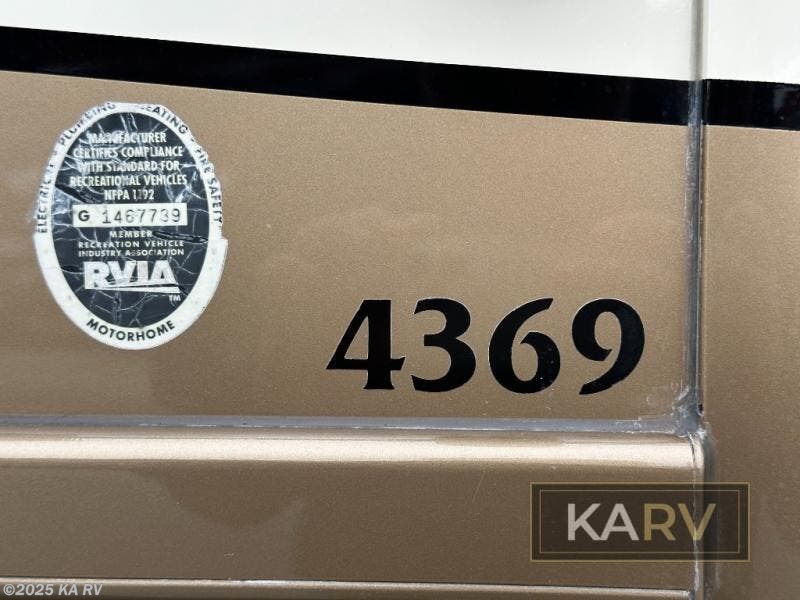 ELECTRICITY - PLUMBING - HEATING - FIRE SAFETY
MANUFACTURER
CERTIFIES COMPLIANCE
WITH STANDARD FOR
RECREATIONAL VEHICLES
NFPA 1192
G 1467739
MEMBER
RECREATION VEHICLE
INDUSTRY ASSOCIATION
RVIA
TM
MOTORHOME
4369
KARV
©2025 KA RV